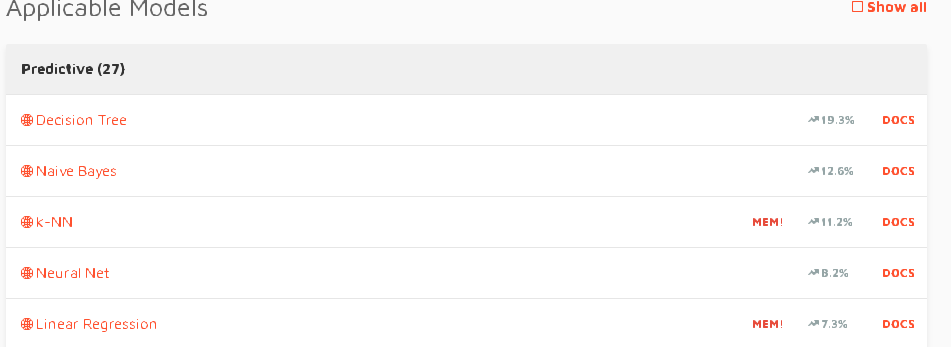 Applicable Models
Show all
Predictive (27)
Decision Tree 19.3% DOCS
Naive Bayes 12.6% DOCS
k-NN MEM! 11.2% DOCS
Neural Net 8.2% DOCS
Linear Regression MEM! 7.3% DOCS